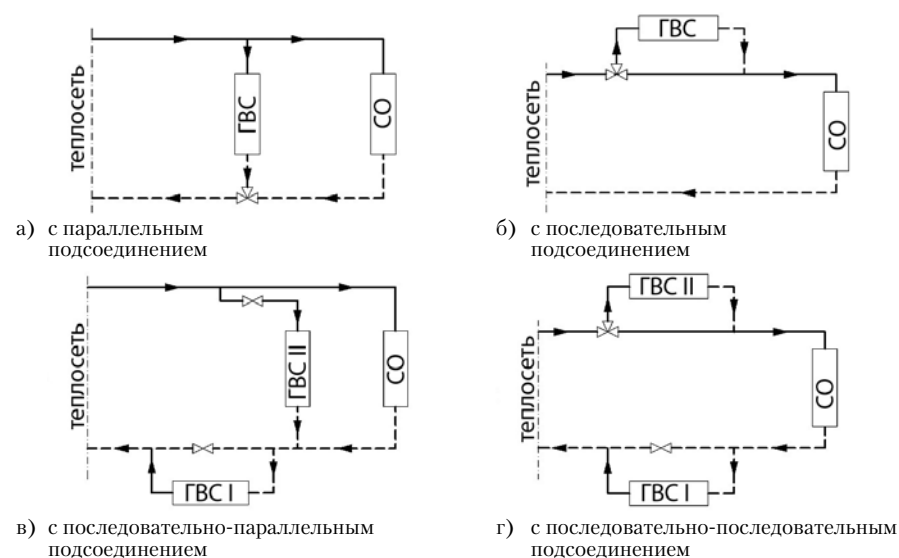 теплосеть
ГВС
СО
а) с параллельным
подсоединением
теплосеть
ГВС
СО
б) с последовательным
подсоединением
теплосеть
ГВС II
СО
ГВС I
в) с последовательно-параллельным
подсоединением
теплосеть
ГВС II
СО
ГВС I
г) с последовательно-последовательным
подсоединением